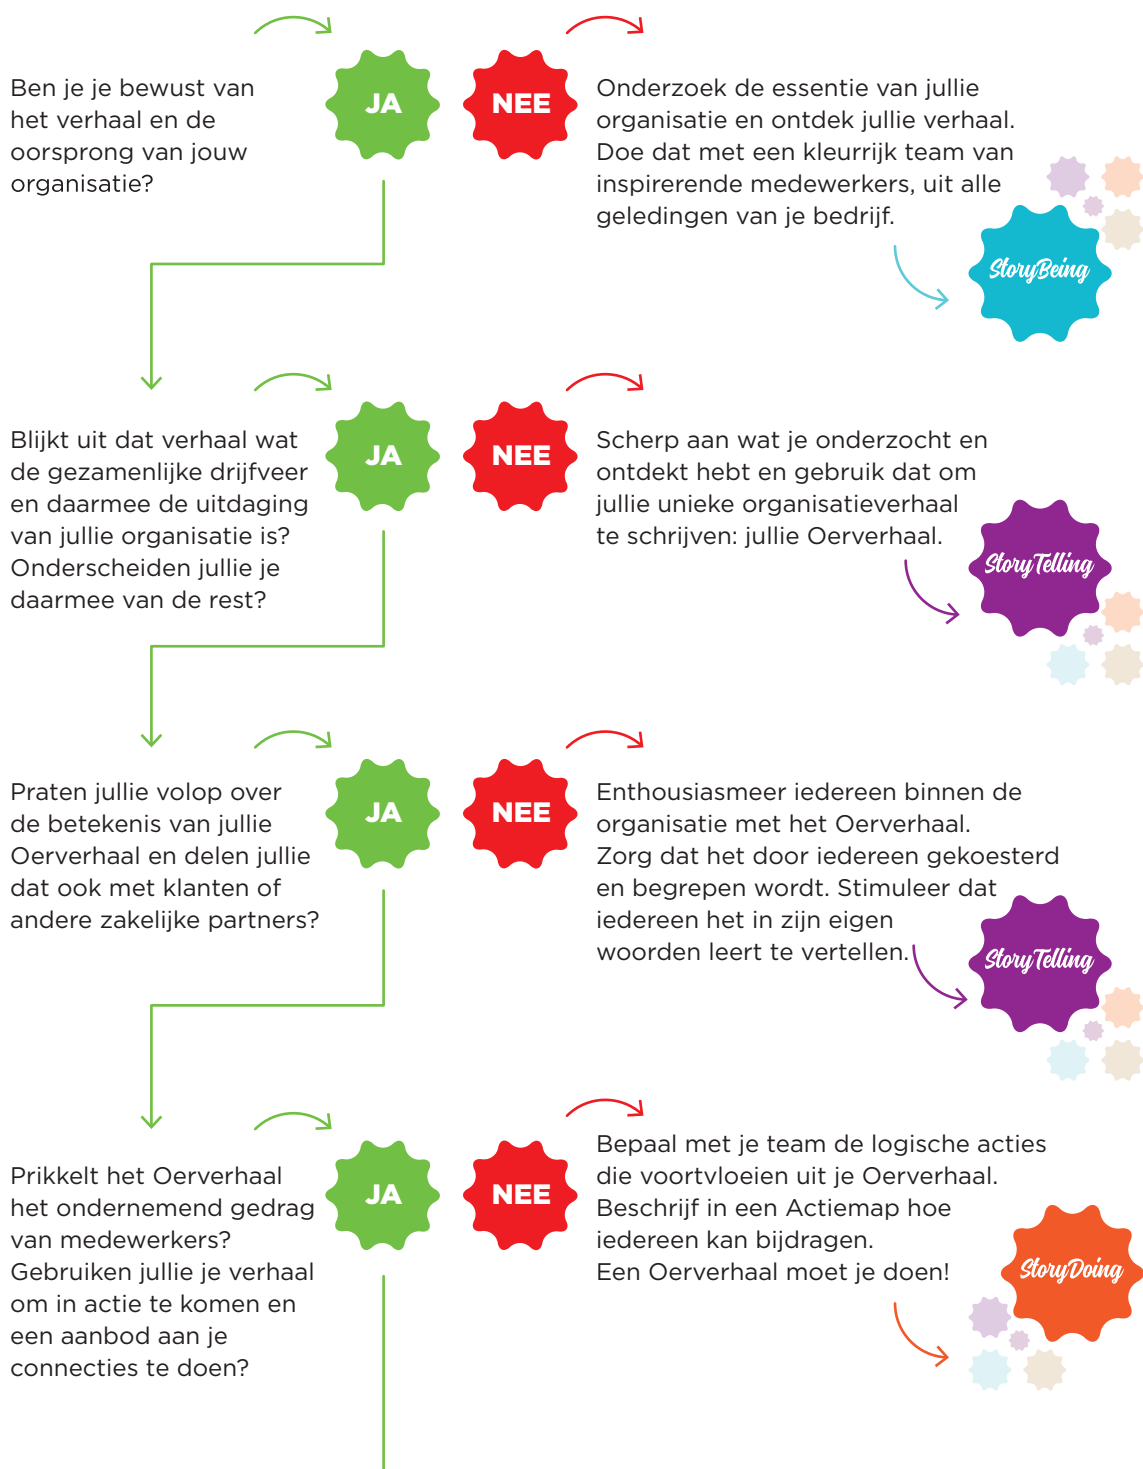 Ben je je bewust van
het verhaal en de
oorsprong van jouw
organisatie?
JA
NEE
Onderzoek de essentie van jullie
organisatie en ontdek jullie verhaal.
Doe dat met een kleurrijk team van
inspirerende medewerkers, uit alle
geledingen van je bedrijf.
StoryBeing
Blijkt uit dat verhaal wat
de gezamenlijke drijfveer
en daarmee de uitdaging
van jullie organisatie is?
Onderscheiden jullie je
daarmee van de rest?
JA
NEE
Scherp aan wat je onderzocht en
ontdekt hebt en gebruik dat om
jullie unieke organisatieverhaal
te schrijven: jullie Oerverhaal.
StoryTelling
Praten jullie volop over
de betekenis van jullie
Oerverhaal en delen jullie
dat ook met klanten of
andere zakelijke partners?
JA
NEE
Enthousiasmeer iedereen binnen de
organisatie met het Oerverhaal.
Zorg dat het door iedereen gekoesterd
en begrepen wordt. Stimuleer dat
iedereen het in zijn eigen
woorden leert te vertellen.
StoryTelling
Prikkelt het Oerverhaal
het ondernemend gedrag
van medewerkers?
Gebruiken jullie je verhaal
om in actie te komen en
een aanbod aan je
connecties te doen?
JA
NEE
Bepaal met je team de logische acties
die voortvloeien uit je Oerverhaal.
Beschrijf in een Actiemap hoe
iedereen kan bijdragen.
Een Oerverhaal moet je doen!
StoryDoing